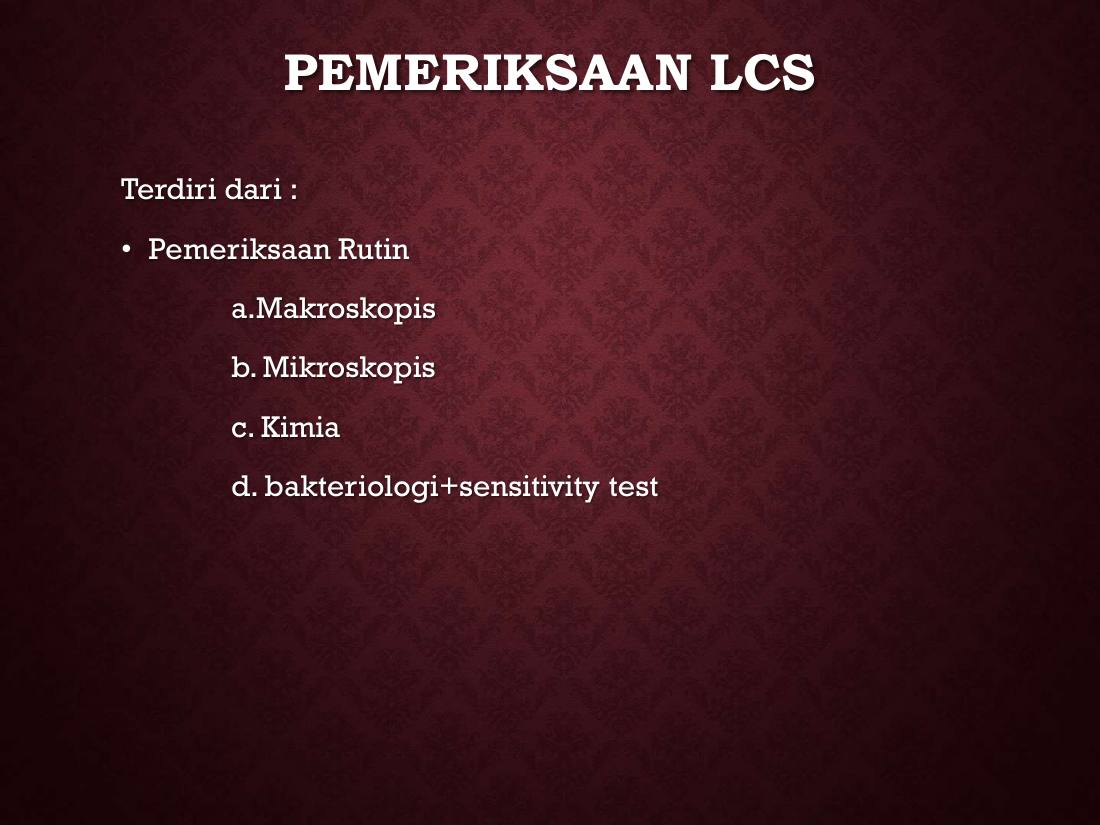 PEMERIKSAAN LCS
Terdiri dari :
• Pemeriksaan Rutin
a.Makroskopis
b. Mikroskopis
c. Kimia
d. bakteriologi+sensitivity test